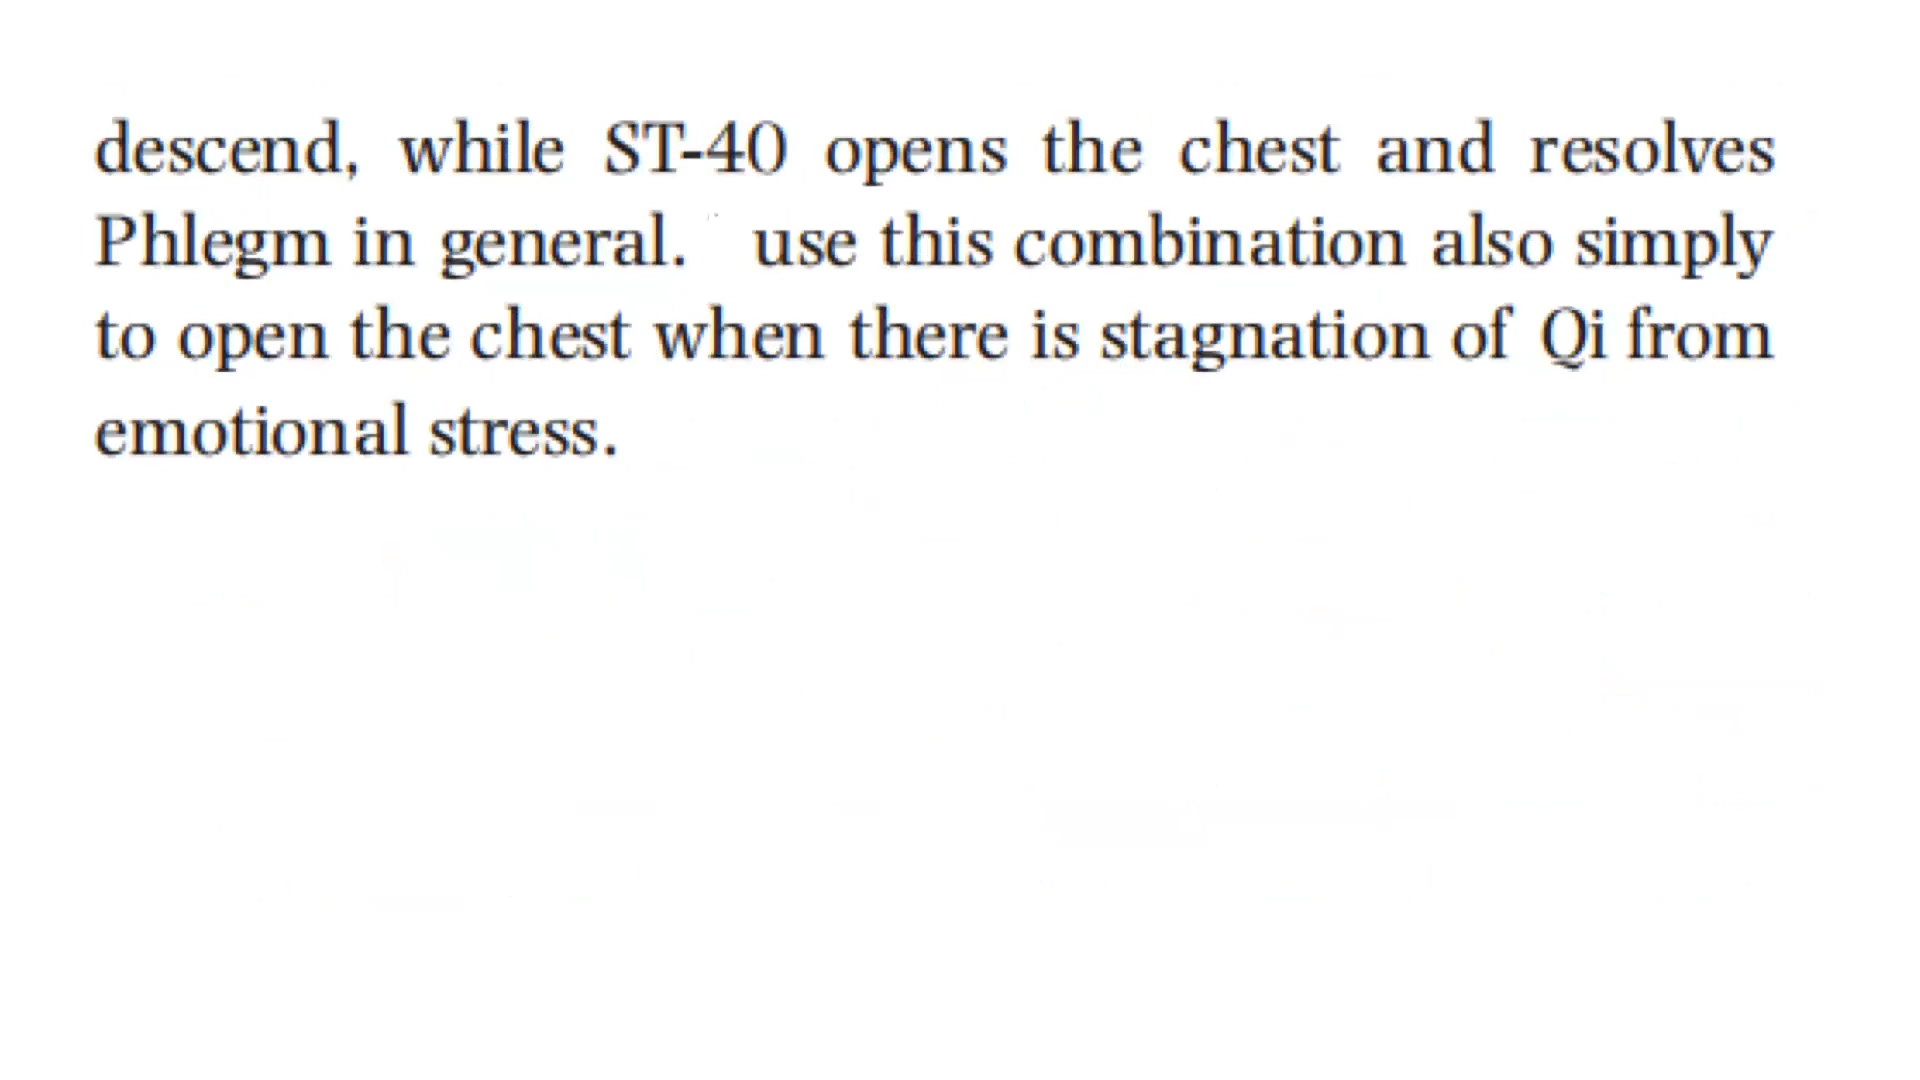 descend, while ST-40 opens the chest and resolves
Phlegm in general. use this combination also simply
to open the chest when there is stagnation of Qi from
emotional stress.